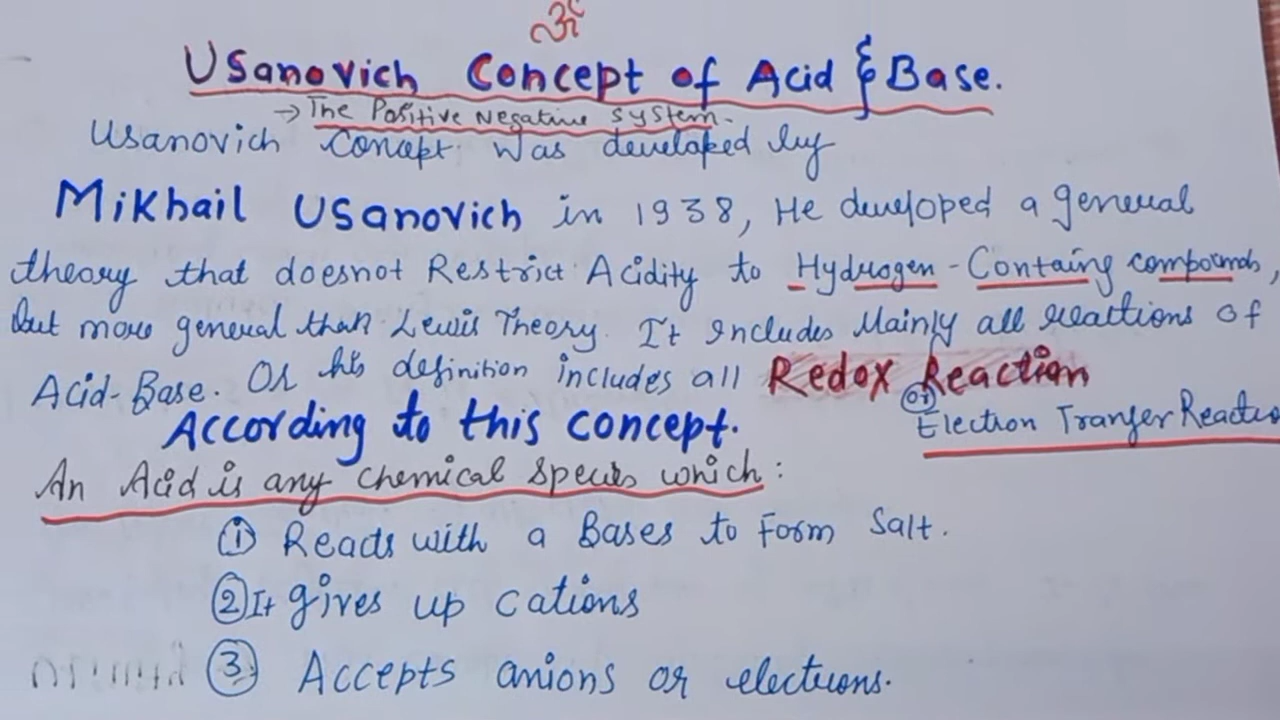 ॐ
Usanovich Concept of Acid & Base.
→ The Positive Negative System.
Usanovich Concept was developed by
Mikhail Usanovich in 1938, He developed a general
theory that doesnot Restrict Acidity to Hydrogen - Containg compounds,
but more general than Lewis Theory. It Includes Mainly all reactions of
Acid-Base. Or his definition includes all Redox Reaction
or
Electron Tranfer Reactio
According to this concept.
An Acid is any chemical species which :
① Reads with a Bases to Form Salt.
② It gives up cations
③ Accepts anions or electrons.